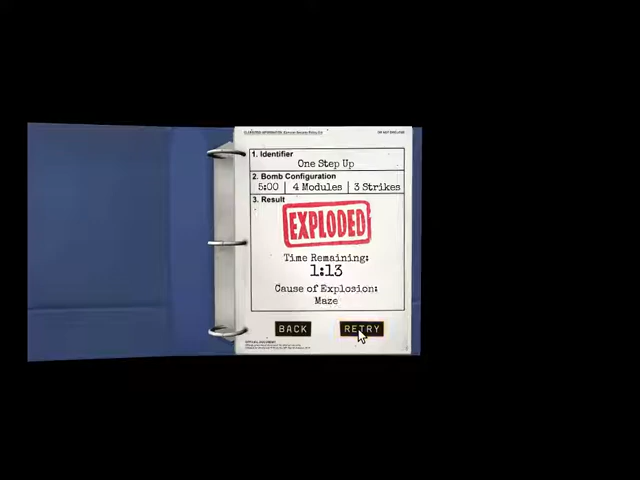 1. Identifier
One Step Up
2. Bomb Configuration
5:00 | 4 Modules | 3 Strikes
3. Result
EXPLODED
Time Remaining:
1:13
Cause of Explosion:
Maze
BACK RETRY